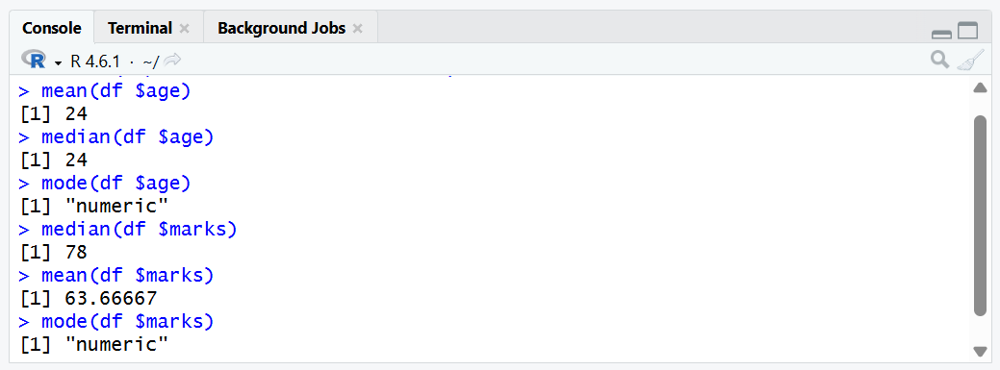 Console Terminal Background Jobs
R 4.6.1 · ~/
> mean(df $age)
[1] 24
> median(df $age)
[1] 24
> mode(df $age)
[1] "numeric"
> median(df $marks)
[1] 78
> mean(df $marks)
[1] 63.66667
> mode(df $marks)
[1] "numeric"